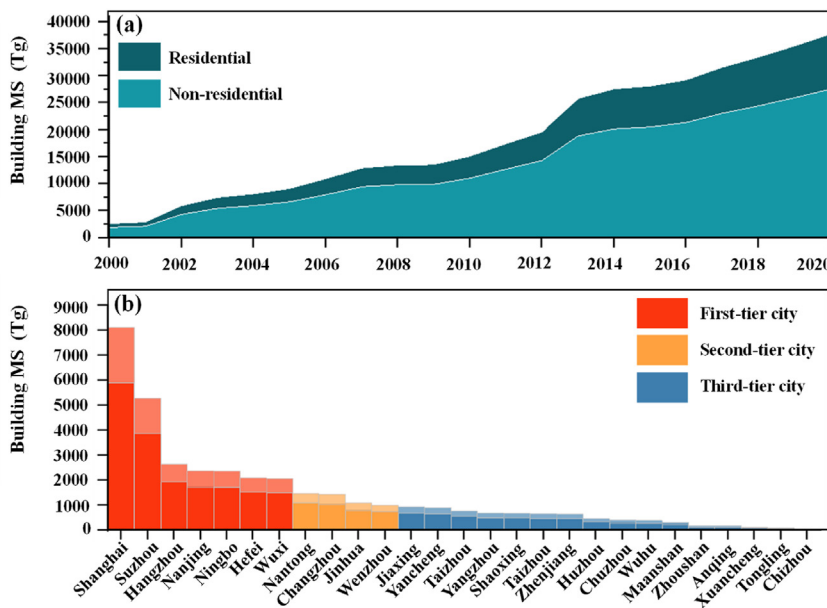 (a)
Residential
Non-residential
Building MS (Tg)
40000
35000
30000
25000
20000
15000
10000
5000
0
2000 2002 2004 2006 2008 2010 2012 2014 2016 2018 2020
(b)
First-tier city
Second-tier city
Third-tier city
Building MS (Tg)
9000
8000
7000
6000
5000
4000
3000
2000
1000
0
Shanghai
Suzhou
Hangzhou
Nanjing
Ningbo
Hefei
Wuxi
Nantong
Changzhou
Jinhua
Wenzhou
Jiaxing
Yancheng
Taizhou
Yangzhou
Shaoxing
Taizhou
Zhenjiang
Huzhou
Chuzhou
Wuhu
Maanshan
Zhoushan
Anqing
Xuancheng
Tongling
Chizhou